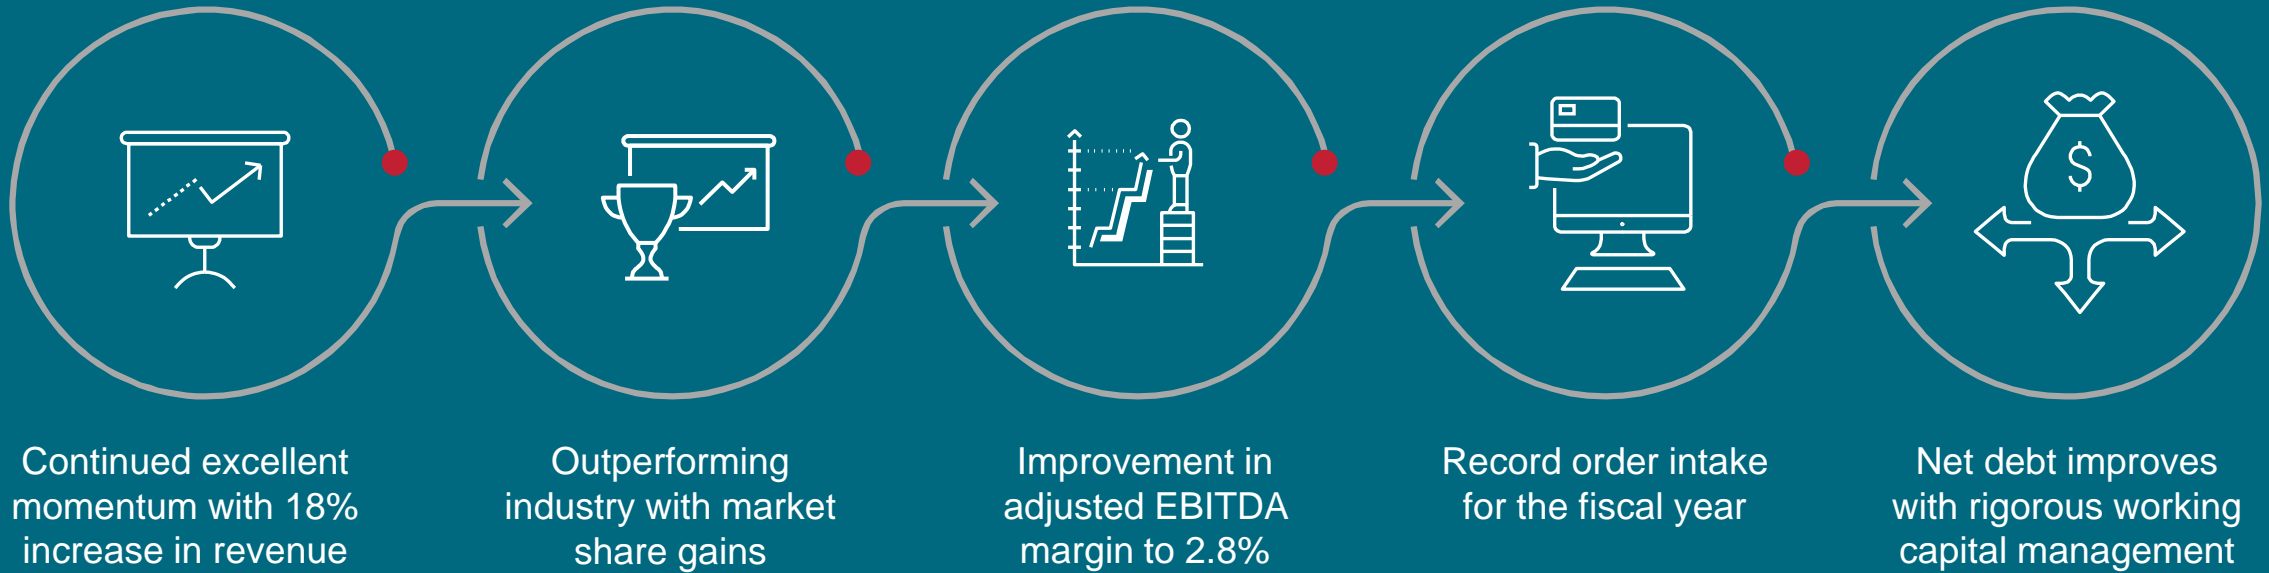 $
Continued excellent
momentum with 18%
increase in revenue
Outperforming
industry with market
share gains
Improvement in
adjusted EBITDA
margin to 2.8%
Record order intake
for the fiscal year
Net debt improves
with rigorous working
capital management